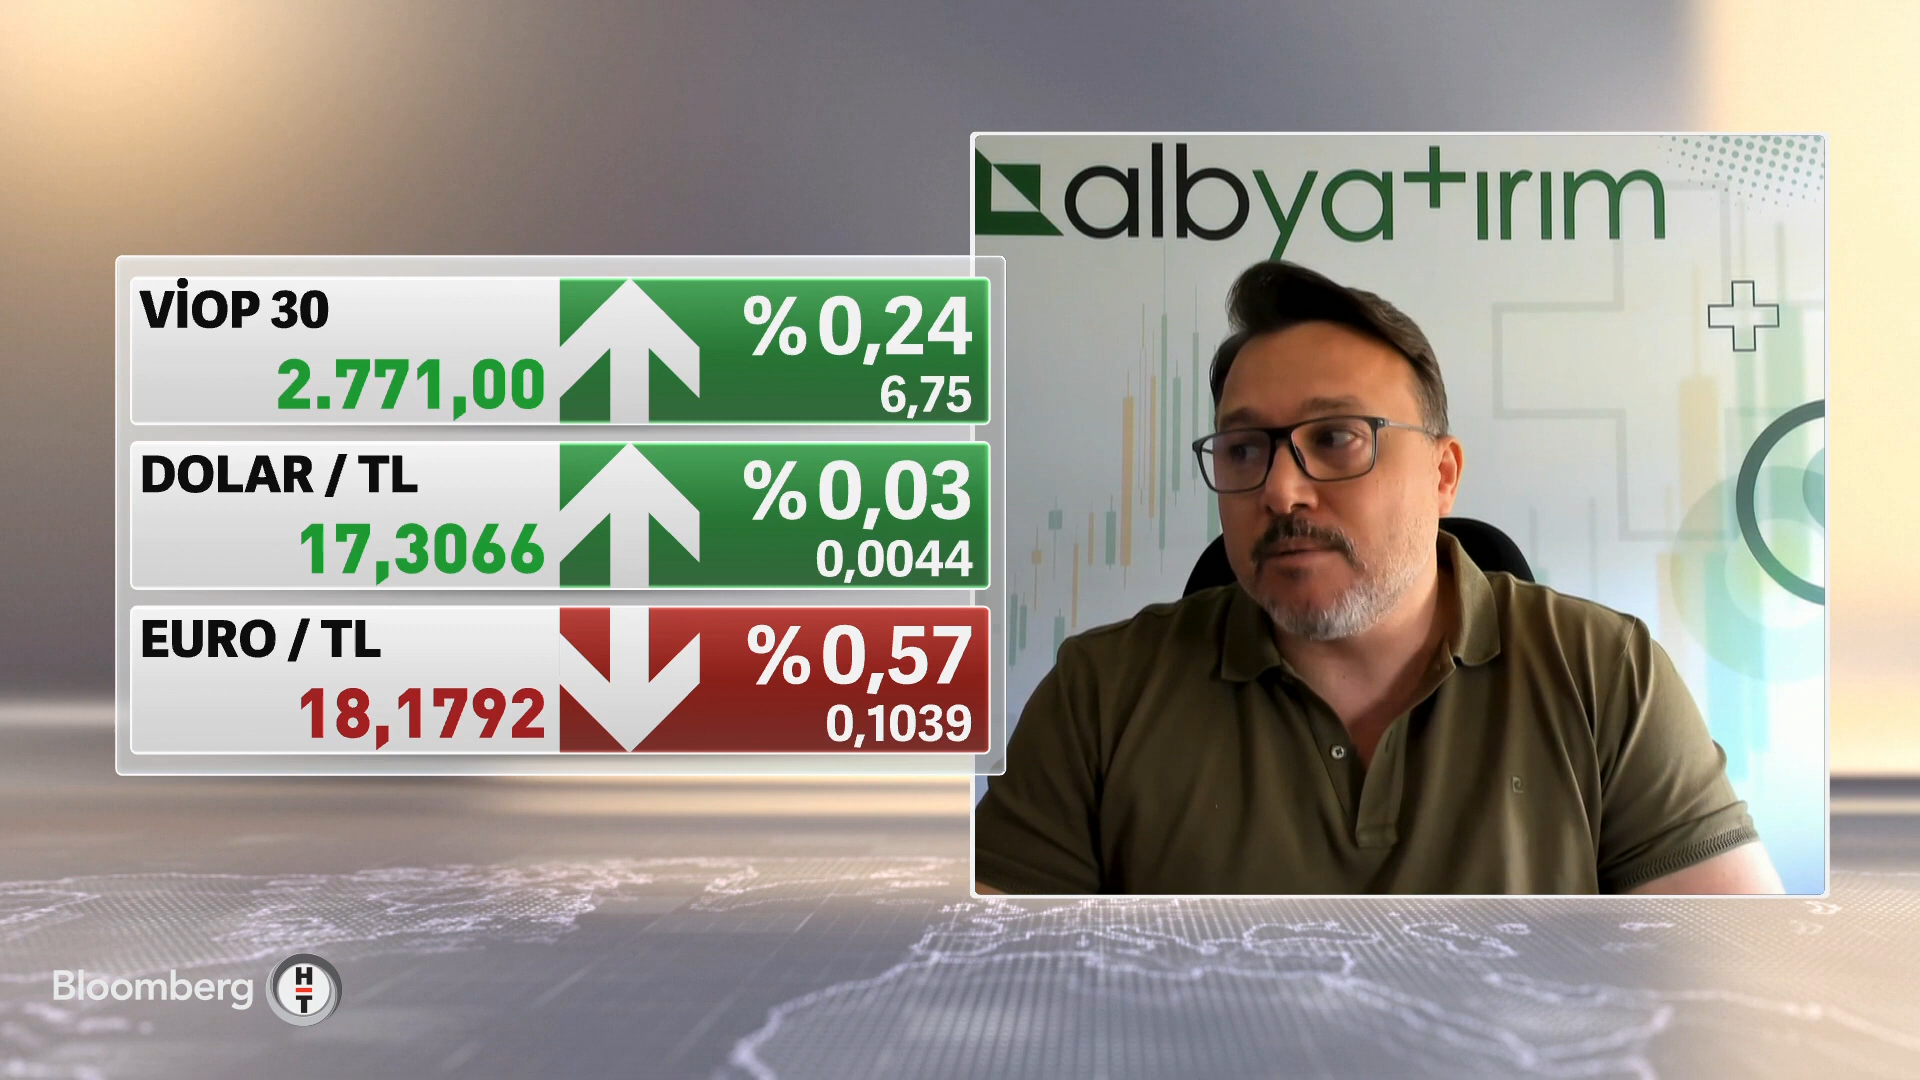 albyatırım
VİOP 30
2.771,00
%0,24
6,75
DOLAR / TL
17,3066
%0,03
0,0044
EURO / TL
18,1792
%0,57
0,1039
Bloomberg HT